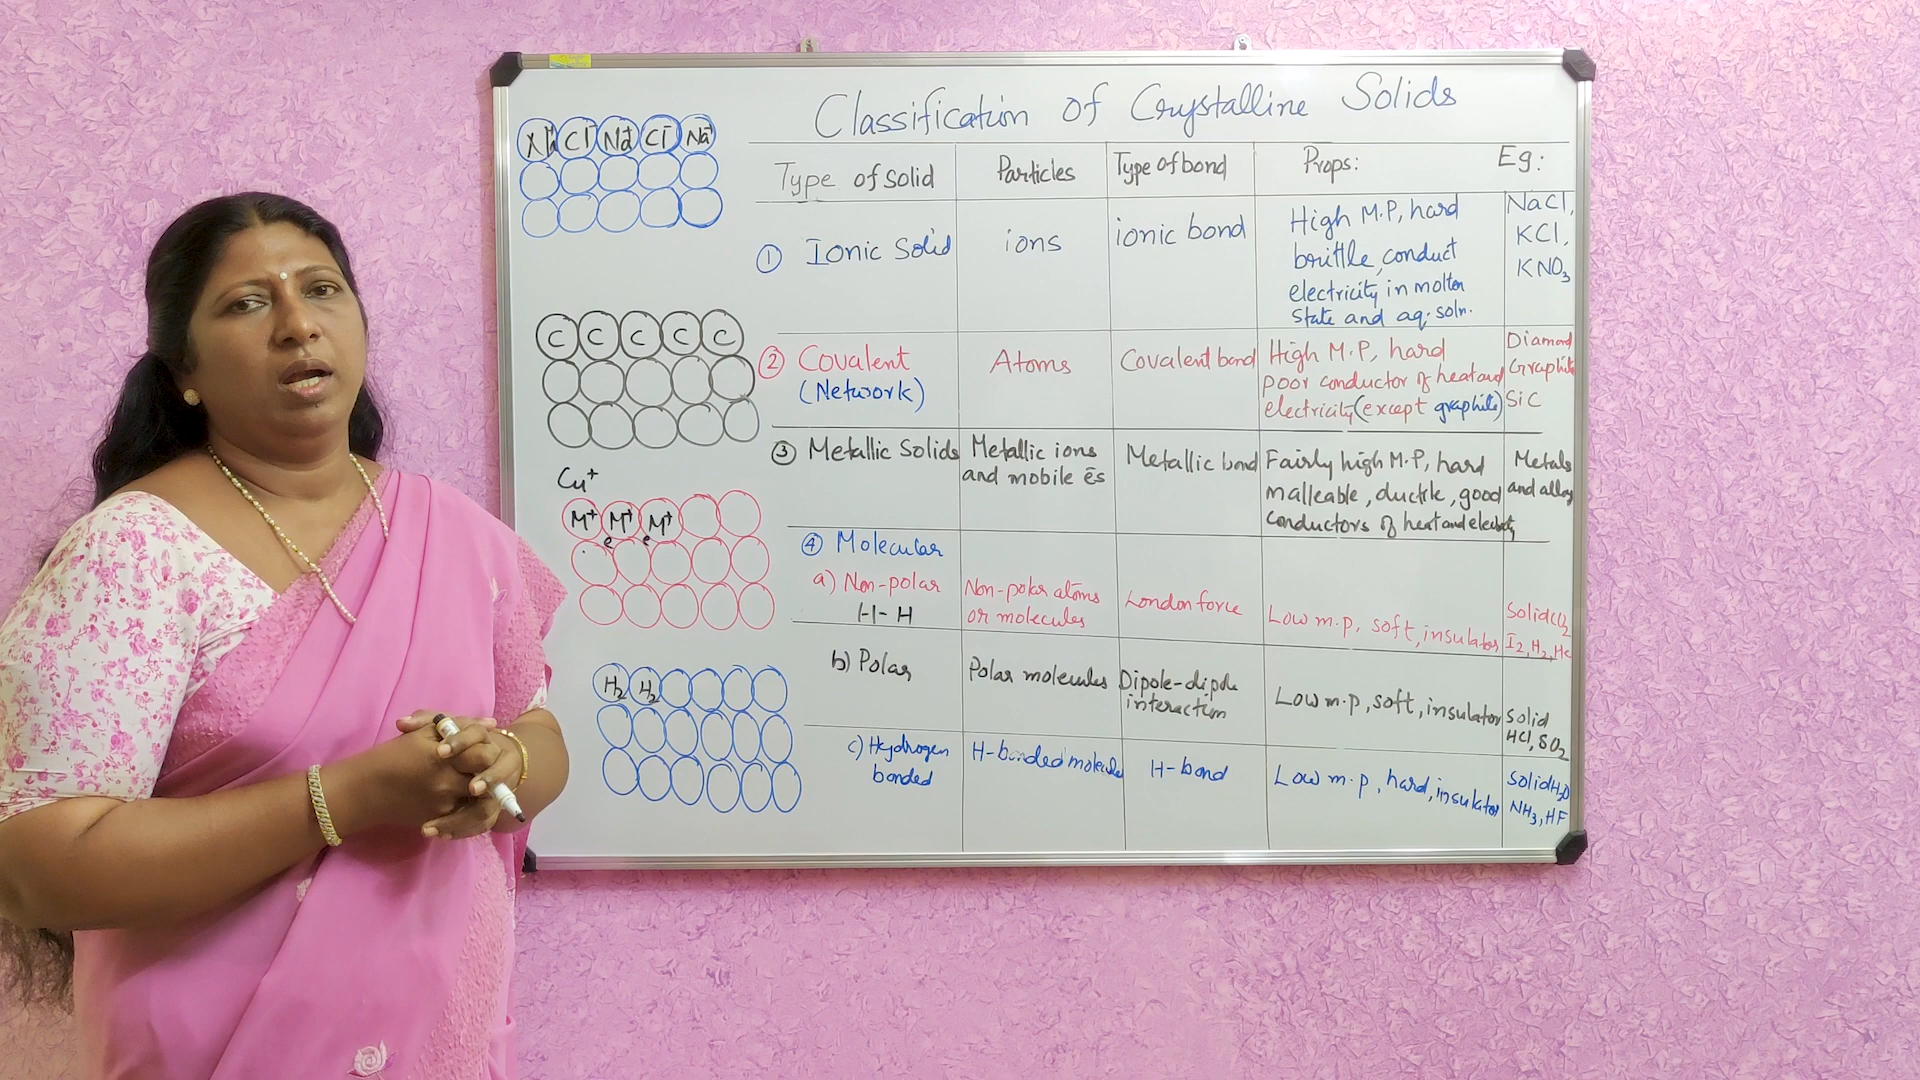 Classification of Crystalline Solids
Type of solid Particles Type of bond Props: Eg:
① Ionic Solid ions ionic bond High M.P, hard
brittle, conduct
electricity in molten
state and aq. soln.
NaCl,
KCl,
KNO₃
② Covalent
(Network)
Atoms Covalent bond High M.P, hard
poor conductor of heat and
electricity (except graphite)
Diamond
Graphite
SiC
③ Metallic Solids Metallic ions
and mobile ēs
Metallic bond Fairly high M.P, hard
malleable, ductile, good
conductors of heat and electricity
Metals
and alloys
④ Molecular
a) Non-polar
H-H
Non-polar atoms
or molecules
London force Low m.p, soft, insulator
Solid CO₂
I₂, H₂, He
b) Polar Polar molecules Dipole-dipole
interaction
Low m.p, soft, insulator
Solid
HCl, SO₂
c) Hydrogen
bonded
H-bonded molecules H-bond Low m.p, hard, insulator
Solid H₂O
NH₃, HF
Cl⁻ Na⁺ Cl⁻ Na⁺
C C C C C
Cu⁺
M⁺ M⁺ M⁺
e e
H₂ H₂